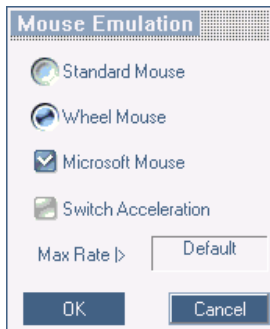 Mouse Emulation
Standard Mouse
Wheel Mouse
Microsoft Mouse
Switch Acceleration
Max Rate |> Default
OK Cancel